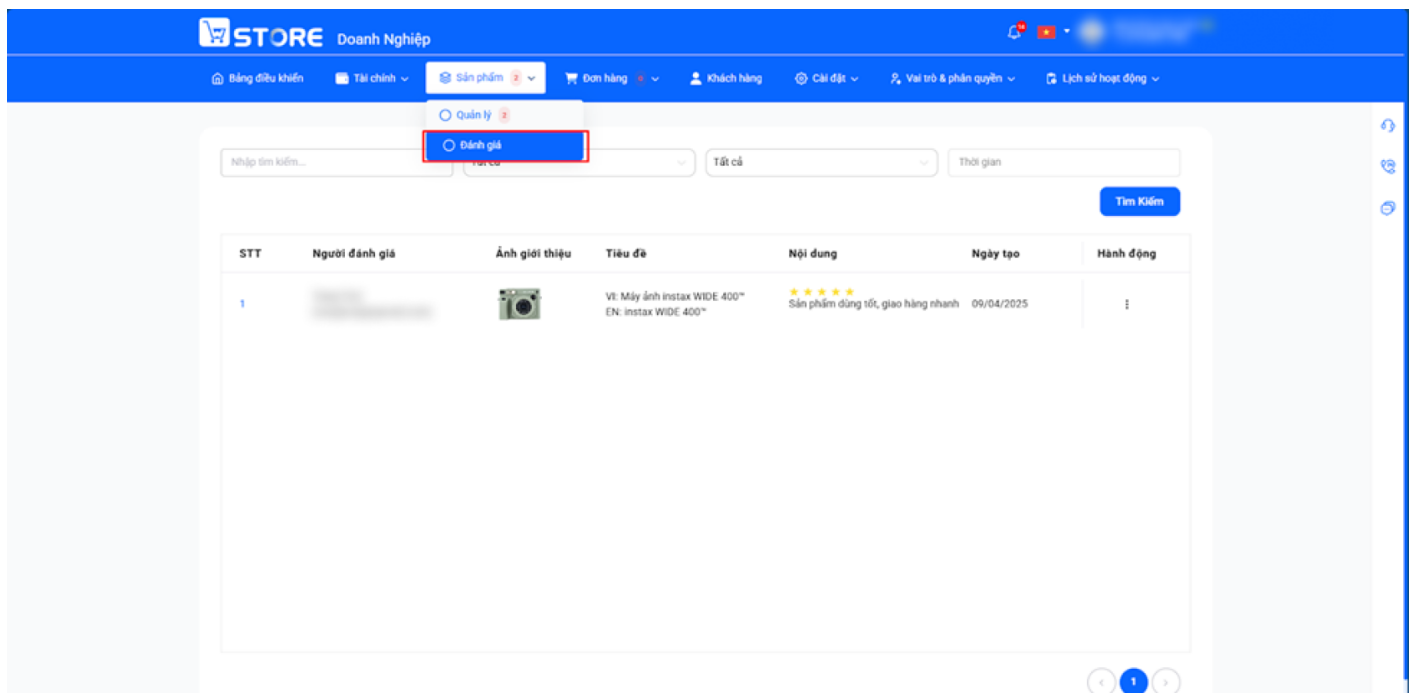 STORE Doanh Nghiệp
Bảng điều khiển Tài chính Sản phẩm 2 Đơn hàng Khách hàng Cài đặt Vai trò & phân quyền Lịch sử hoạt động
Quản lý 2
Đánh giá
Nhập tìm kiếm... Tất cả Tất cả Thời gian
Tìm Kiếm
STT Người đánh giá Ảnh giới thiệu Tiêu đề Nội dung Ngày tạo Hành động
1 VI: Máy ảnh instax WIDE 400™ Sản phẩm dùng tốt, giao hàng nhanh 09/04/2025
EN: instax WIDE 400™
1